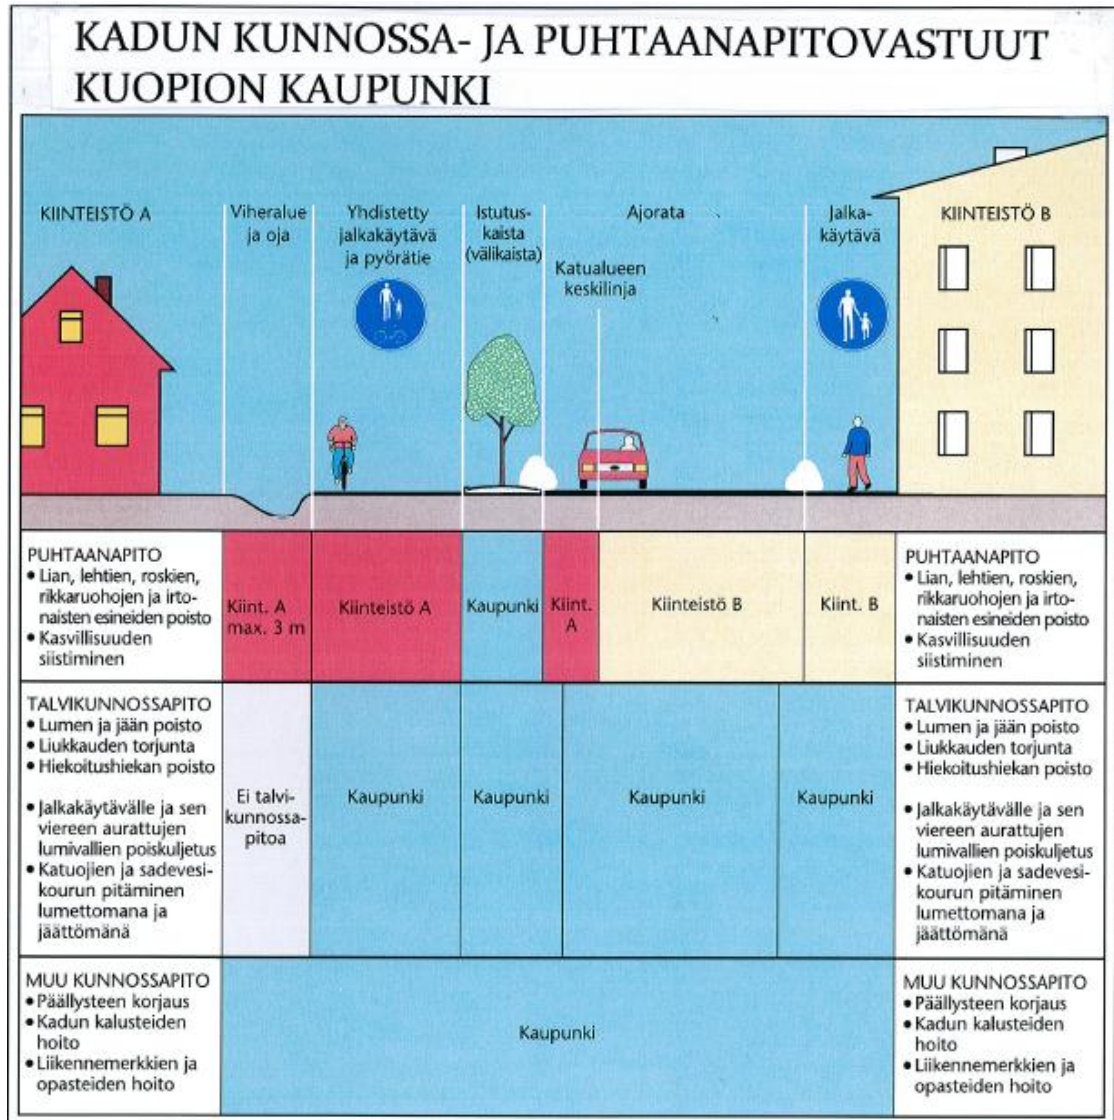 KADUN KUNNOSSA- JA PUHTAANAPITOVASTUUT
KUOPION KAUPUNKI
KIINTEISTÖ A
Viheralue
ja oja
Yhdistetty
jalkakäytävä
ja pyörätie
Istutus-
kaista
(välikaista)
Ajorata
Katualueen
keskilinja
Jalka-
käytävä
KIINTEISTÖ B
PUHTAANAPITO
• Lian, lehtien, roskien,
rikkaruohojen ja irto-
naisten esineiden poisto
• Kasvillisuuden
siistiminen
Kiint. A
max. 3 m
Kiinteistö A
Kaupunki
Kiint.
A
Kiinteistö B
Kiint. B
PUHTAANAPITO
• Lian, lehtien, roskien,
rikkaruohojen ja irto-
naisten esineiden poisto
• Kasvillisuuden
siistiminen
TALVIKUNNOSSAPITO
• Lumen ja jään poisto
• Liukkauden torjunta
• Hiekoitushiekan poisto
• Jalkakäytävälle ja sen
viereen aurattujen
lumivallien poiskuljetus
• Katuojien ja sadevesi-
kourun pitäminen
lumettomana ja
jäättömänä
Ei talvi-
kunnossa-
pitoa
Kaupunki
Kaupunki
Kaupunki
Kaupunki
TALVIKUNNOSSAPITO
• Lumen ja jään poisto
• Liukkauden torjunta
• Hiekoitushiekan poisto
• Jalkakäytävälle ja sen
viereen aurattujen
lumivallien poiskuljetus
• Katuojien ja sadevesi-
kourun pitäminen
lumettomana ja
jäättömänä
MUU KUNNOSSAPITO
• Päällysteen korjaus
• Kadun kalusteiden
hoito
• Liikennemerkkien ja
opasteiden hoito
Kaupunki
MUU KUNNOSSAPITO
• Päällysteen korjaus
• Kadun kalusteiden
hoito
• Liikennemerkkien ja
opasteiden hoito